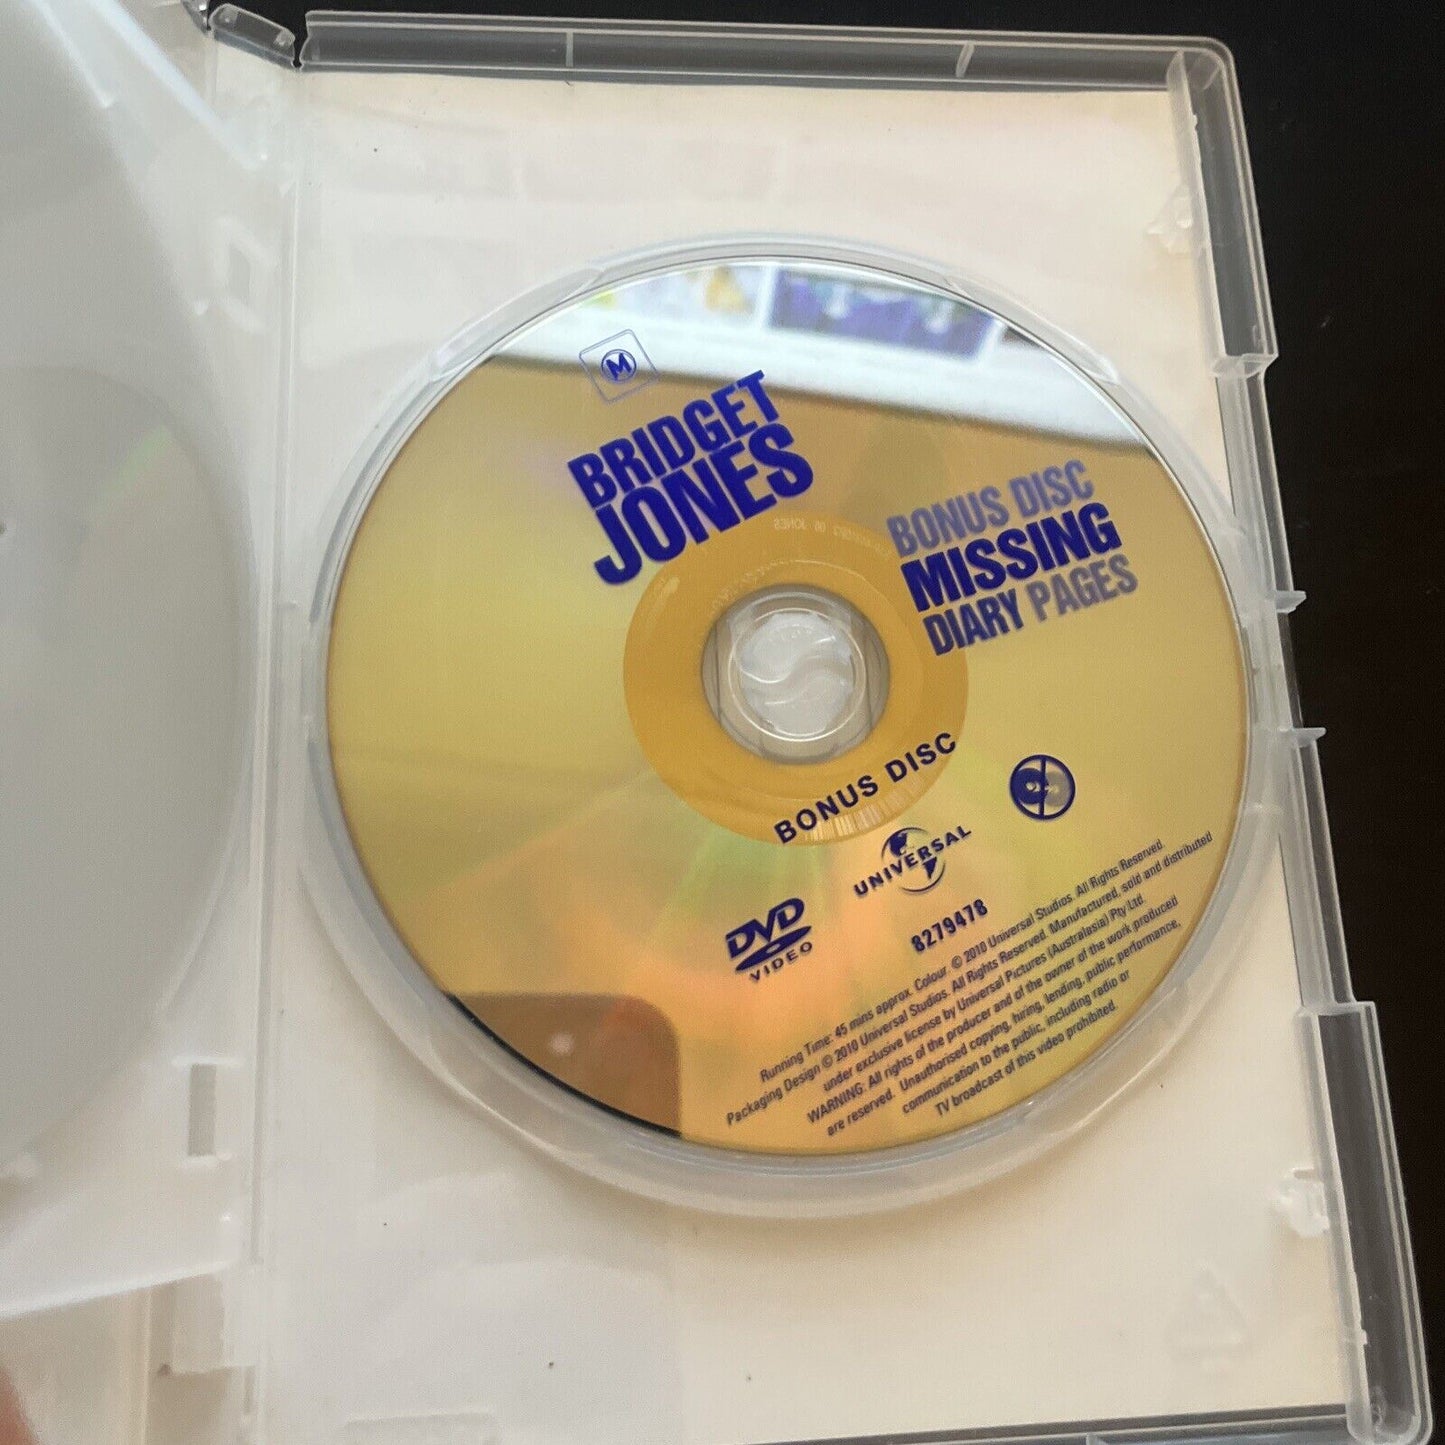 M
BRIDGET
JONES
BONUS DISC
MISSING
DIARY PAGES
BONUS DISC
UNIVERSAL
DVD
VIDEO
8279478
Running Time: 45 mins approx. Colour. © 2010 Universal Studios. All Rights Reserved.
Packaging Design © 2010 Universal Studios. All Rights Reserved. Manufactured, sold and distributed
under exclusive license by Universal Pictures (Australasia) Pty Ltd.
WARNING: All rights of the producer and of the owner of the work produced
are reserved. Unauthorised copying, hiring, lending, public performance,
communication to the public, including radio or
TV broadcast of this video prohibited.